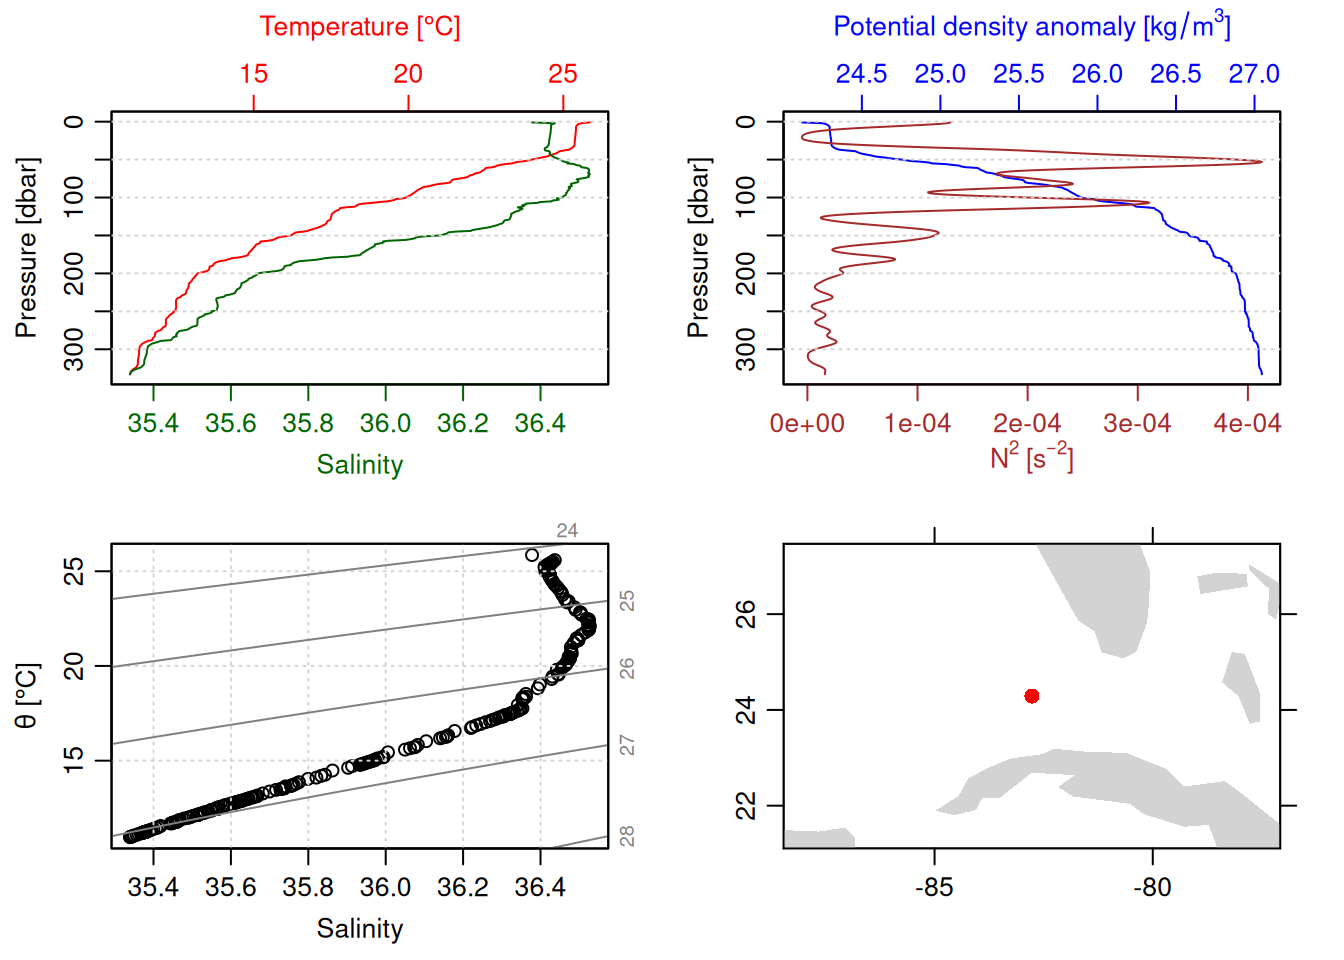 Temperature [°C]
15 20 25
Pressure [dbar]
0 100 200 300
35.4 35.6 35.8 36.0 36.2 36.4
Salinity
Potential density anomaly [kg/m³]
24.5 25.0 25.5 26.0 26.5 27.0
Pressure [dbar]
0 100 200 300
0e+00 1e-04 2e-04 3e-04 4e-04
N² [s⁻²]
24
25
26
27
28
θ [°C]
25 20 15
35.4 35.6 35.8 36.0 36.2 36.4
Salinity
26 24 22
-85 -80